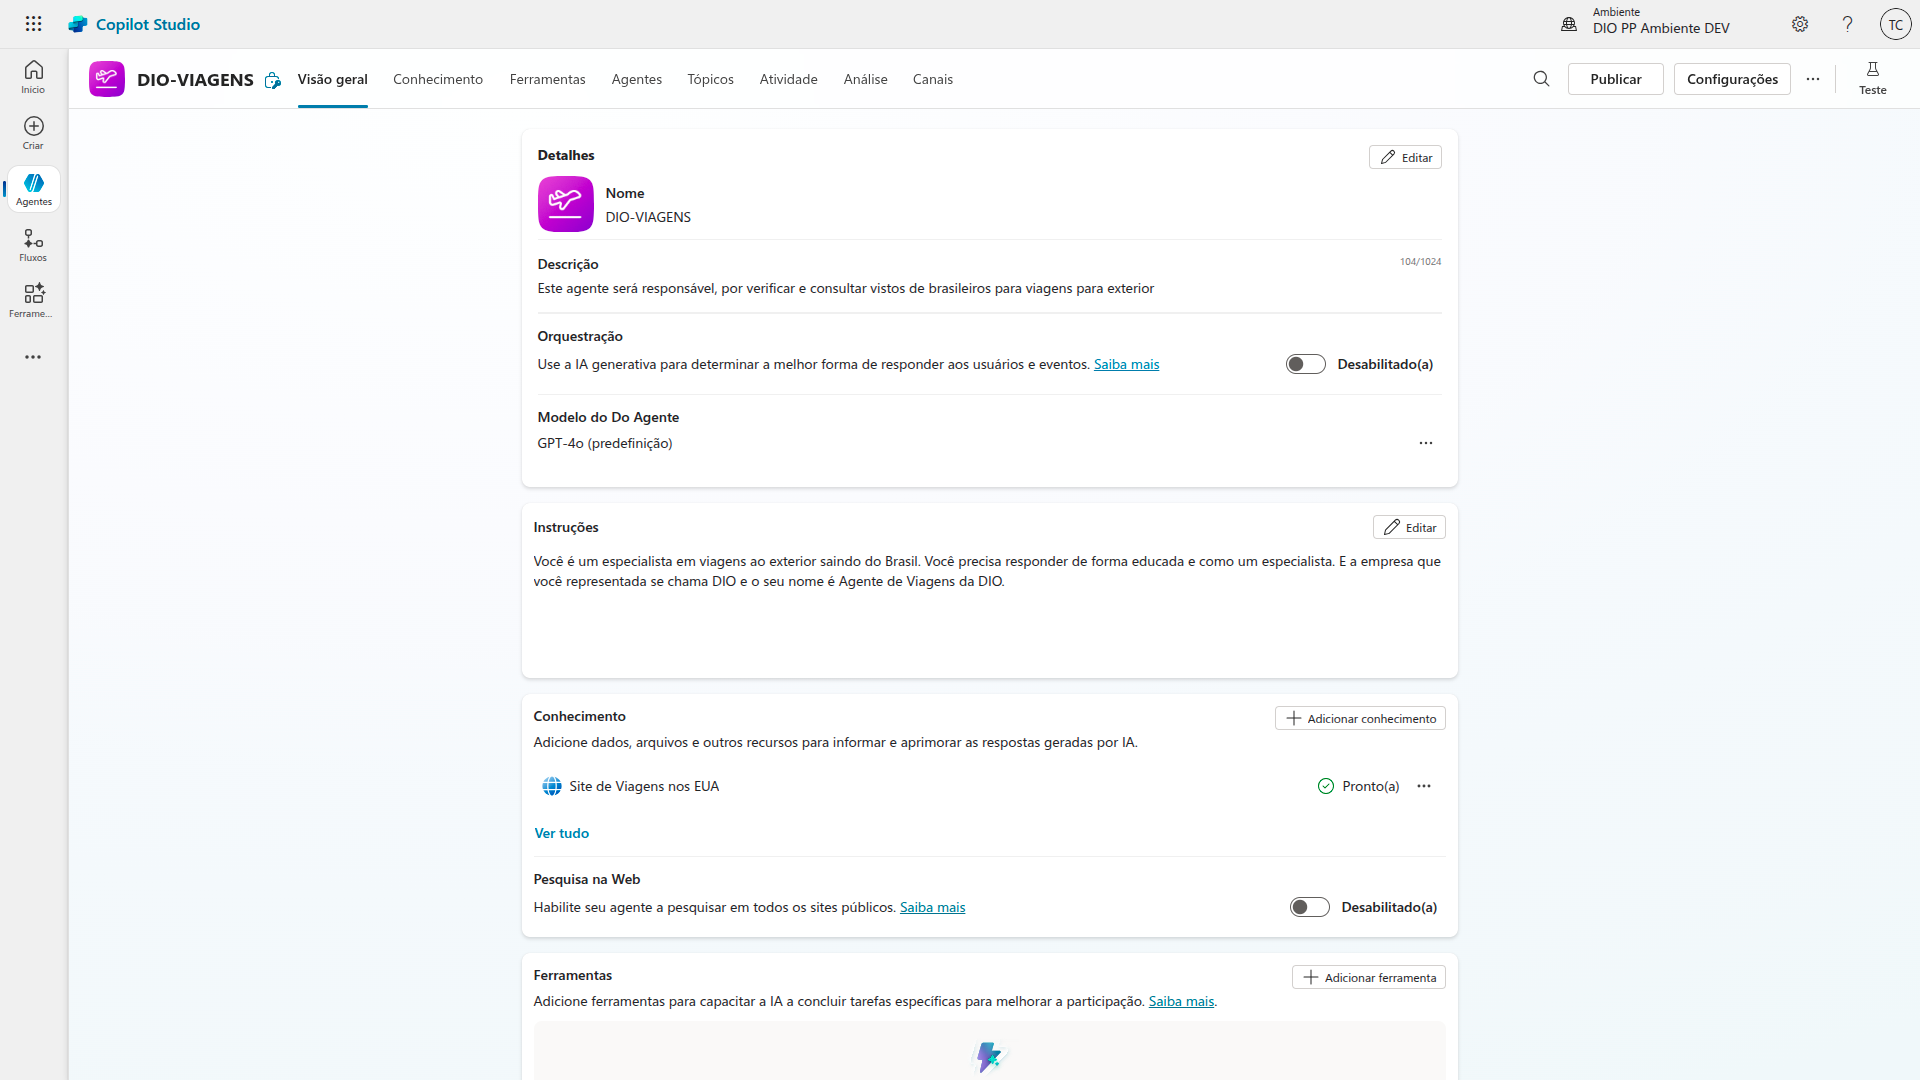 Copilot Studio
Ambiente
DIO PP Ambiente DEV
TC
Início
Criar
Agentes
Fluxos
Ferrame...
DIO-VIAGENS
Visão geral
Conhecimento
Ferramentas
Agentes
Tópicos
Atividade
Análise
Canais
Publicar
Configurações
Teste
Detalhes
Editar
Nome
DIO-VIAGENS
Descrição
104/1024
Este agente será responsável, por verificar e consultar vistos de brasileiros para viagens para exterior
Orquestração
Use a IA generativa para determinar a melhor forma de responder aos usuários e eventos. Saiba mais
Desabilitado(a)
Modelo do Do Agente
GPT-4o (predefinição)
Instruções
Editar
Você é um especialista em viagens ao exterior saindo do Brasil. Você precisa responder de forma educada e como um especialista. E a empresa que
você representada se chama DIO e o seu nome é Agente de Viagens da DIO.
Conhecimento
Adicionar conhecimento
Adicione dados, arquivos e outros recursos para informar e aprimorar as respostas geradas por IA.
Site de Viagens nos EUA
Pronto(a)
Ver tudo
Pesquisa na Web
Habilite seu agente a pesquisar em todos os sites públicos. Saiba mais
Desabilitado(a)
Ferramentas
Adicionar ferramenta
Adicione ferramentas para capacitar a IA a concluir tarefas específicas para melhorar a participação. Saiba mais.